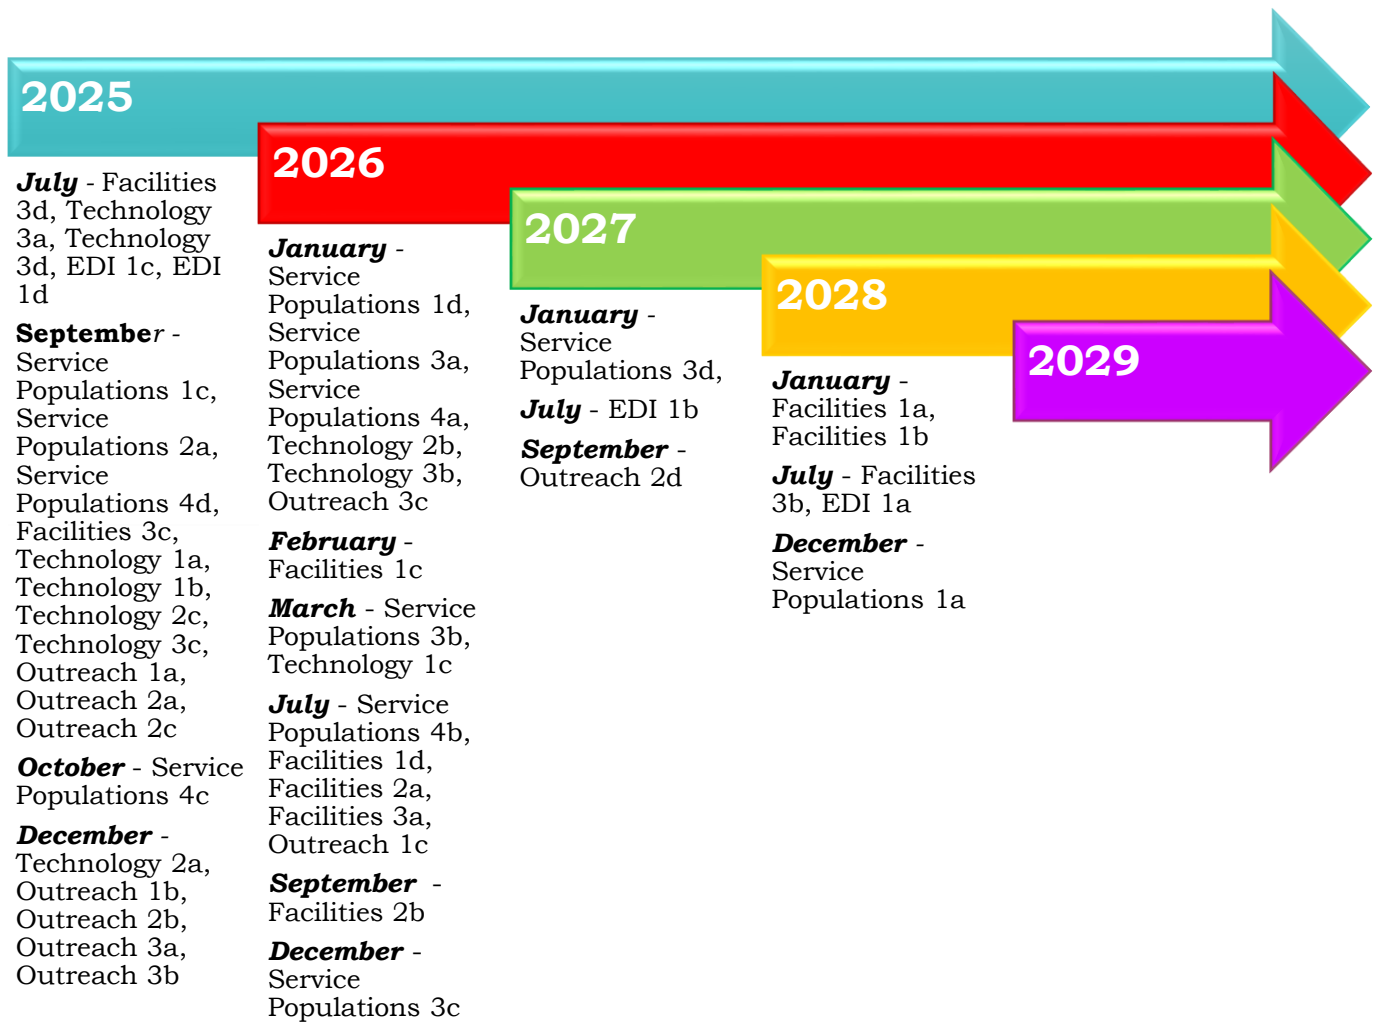 2025
July - Facilities
3d, Technology
3a, Technology
3d, EDI 1c, EDI
1d
September -
Service
Populations 1c,
Service
Populations 2a,
Service
Populations 4d,
Facilities 3c,
Technology 1a,
Technology 1b,
Technology 2c,
Technology 3c,
Outreach 1a,
Outreach 2a,
Outreach 2c
October - Service
Populations 4c
December -
Technology 2a,
Outreach 1b,
Outreach 2b,
Outreach 3a,
Outreach 3b
2026
January -
Service
Populations 1d,
Service
Populations 3a,
Service
Populations 4a,
Technology 2b,
Technology 3b,
Outreach 3c
February -
Facilities 1c
March - Service
Populations 3b,
Technology 1c
July - Service
Populations 4b,
Facilities 1d,
Facilities 2a,
Facilities 3a,
Outreach 1c
September -
Facilities 2b
December -
Service
Populations 3c
2027
January -
Service
Populations 3d,
July - EDI 1b
September -
Outreach 2d
2028
January -
Facilities 1a,
Facilities 1b
July - Facilities
3b, EDI 1a
December -
Service
Populations 1a
2029